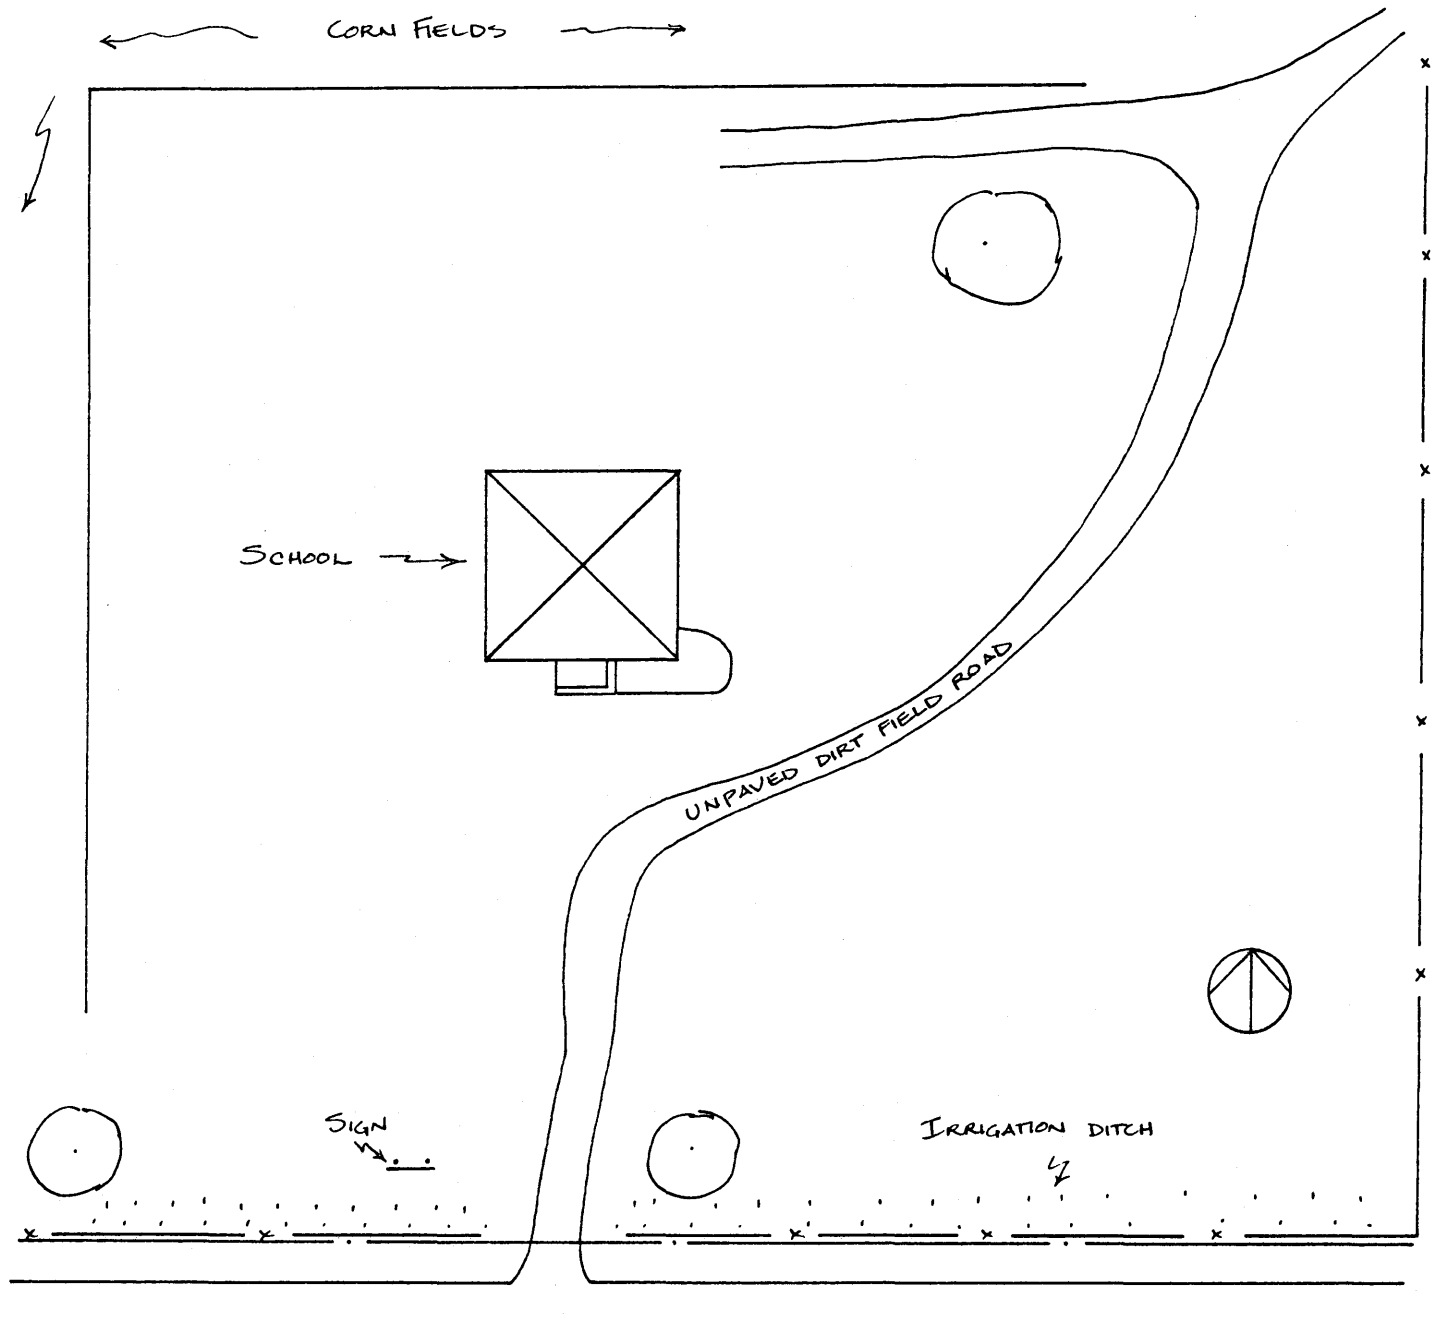 CORN FIELDS
SCHOOL
UNPAVED DIRT FIELD ROAD
SIGN
IRRIGATION DITCH